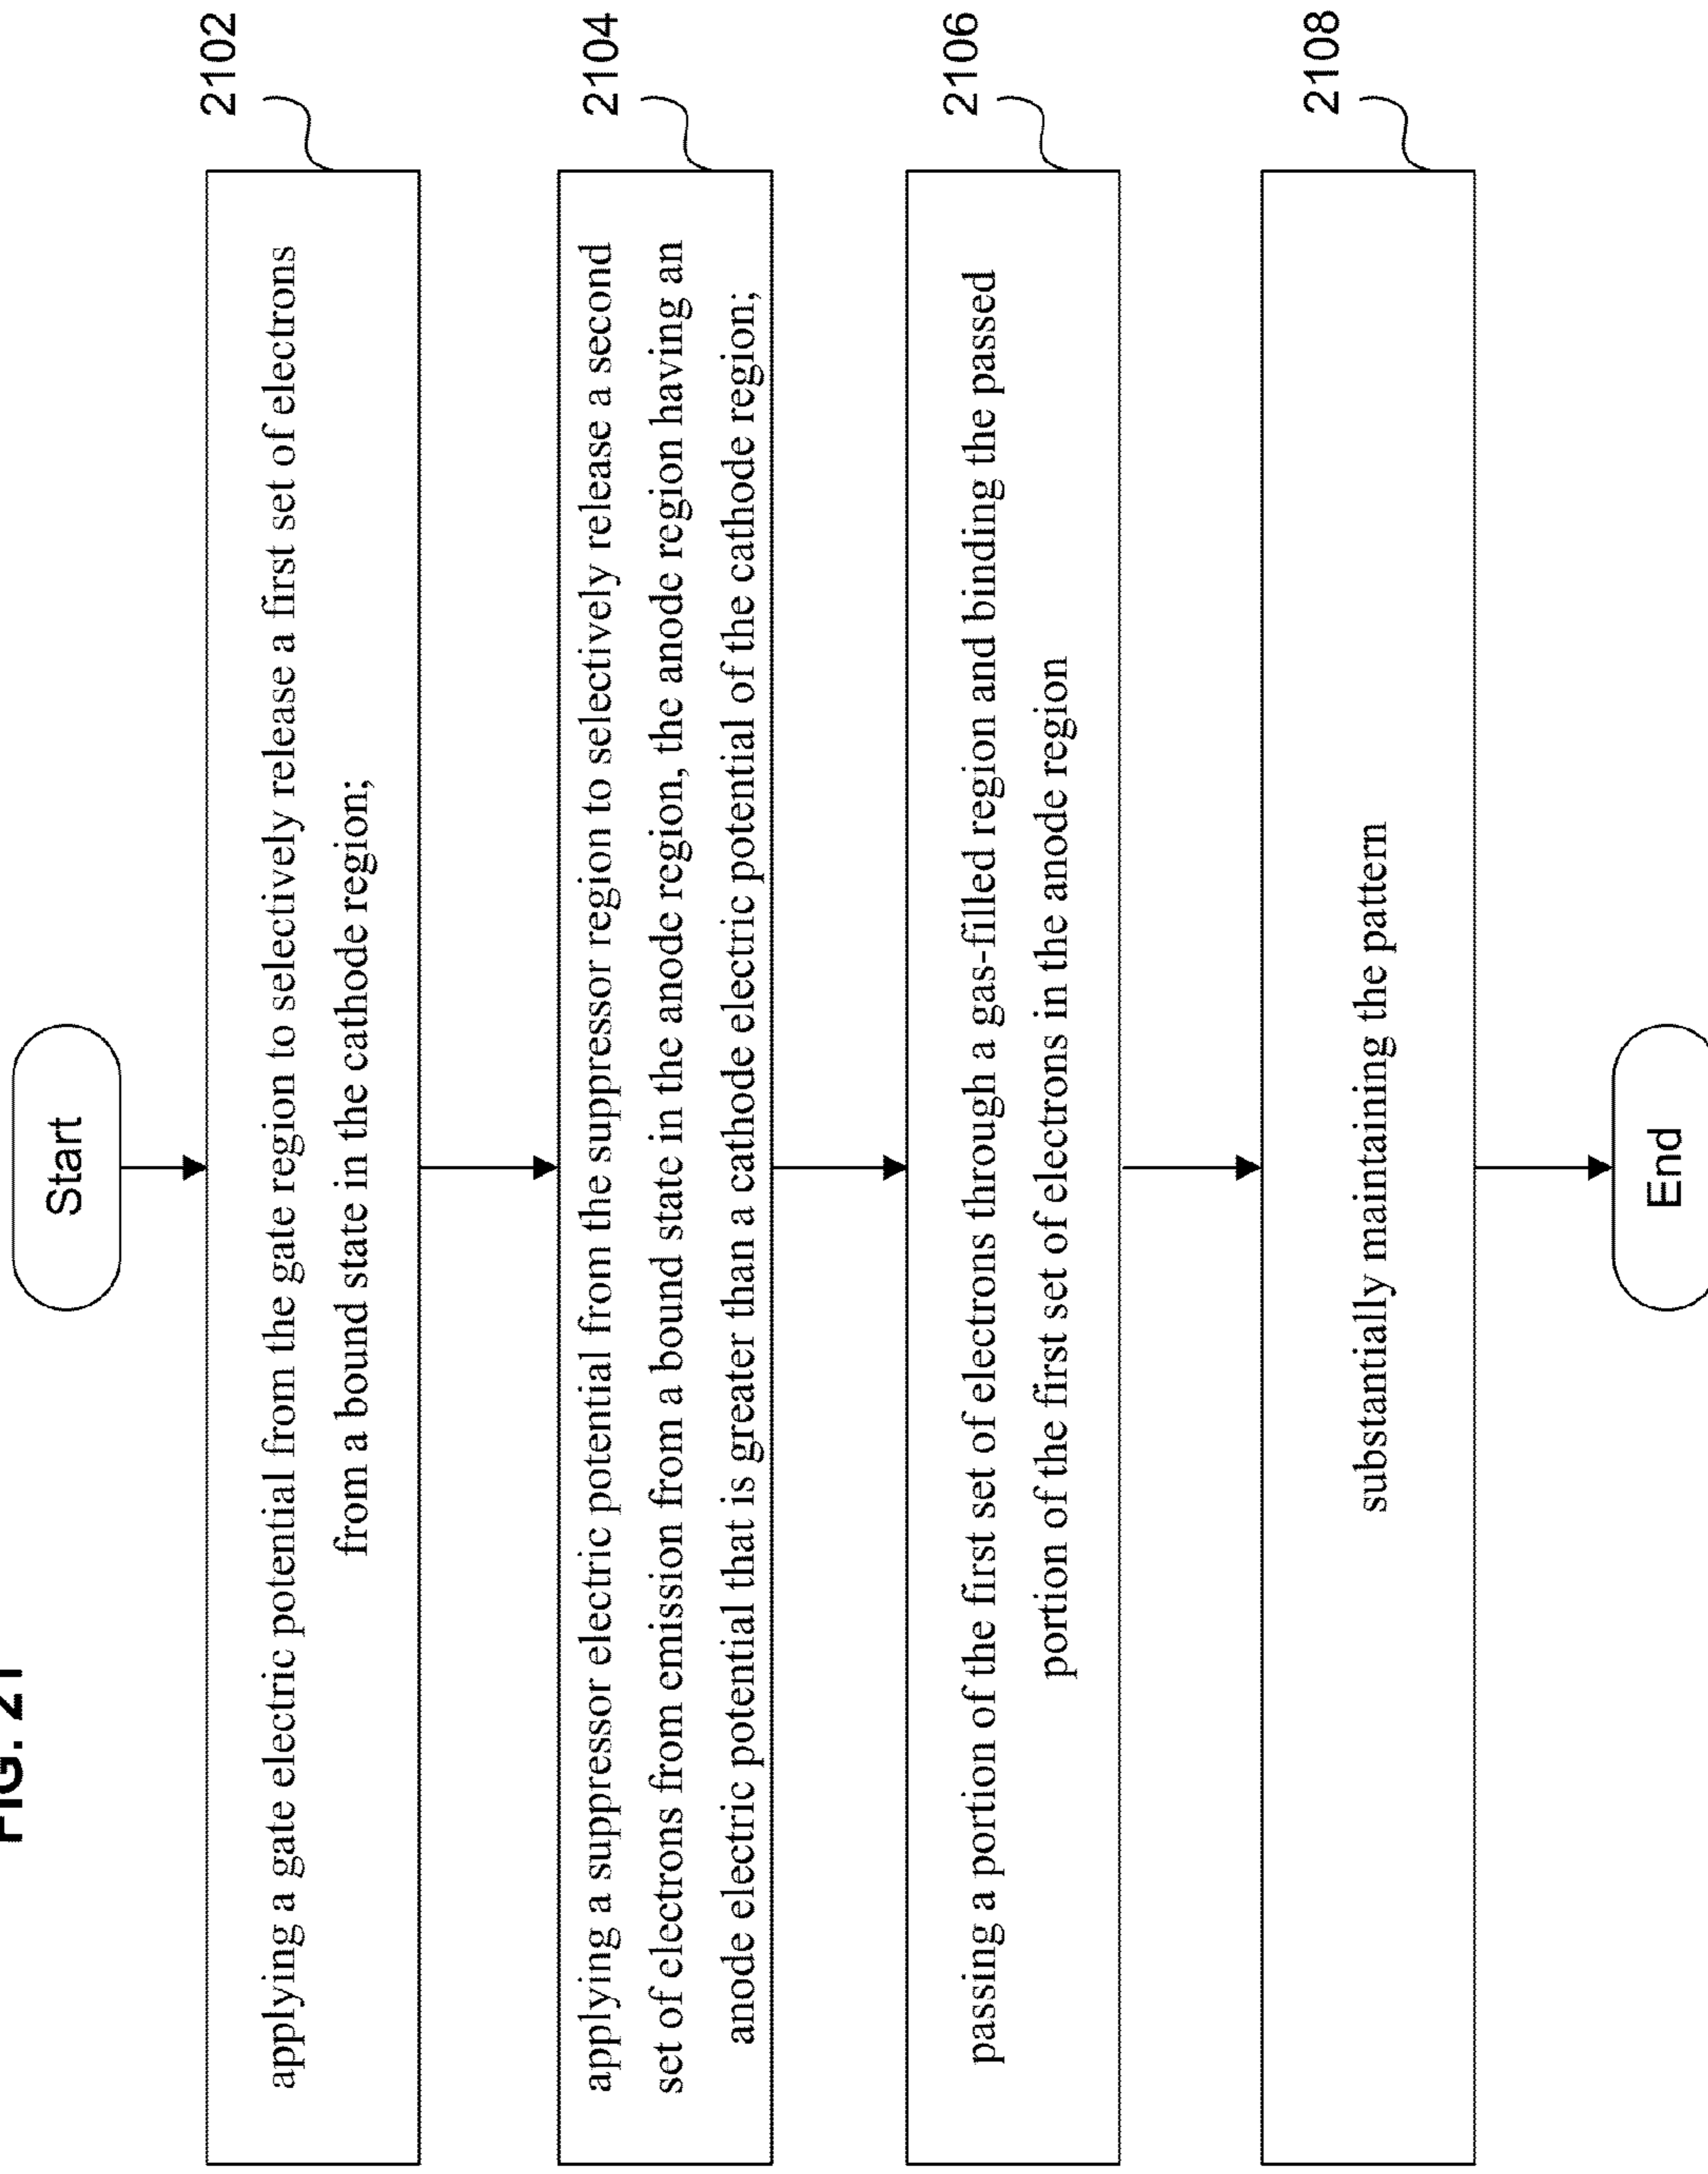 FIG. 21
Start
2102
applying a gate electric potential from the gate region to selectively release a first set of electrons
from a bound state in the cathode region;
2104
applying a suppressor electric potential from the suppressor region to selectively release a second
set of electrons from emission from a bound state in the anode region, the anode region having an
anode electric potential that is greater than a cathode electric potential of the cathode region;
2106
passing a portion of the first set of electrons through a gas-filled region and binding the passed
portion of the first set of electrons in the anode region
2108
substantially maintaining the pattern
End